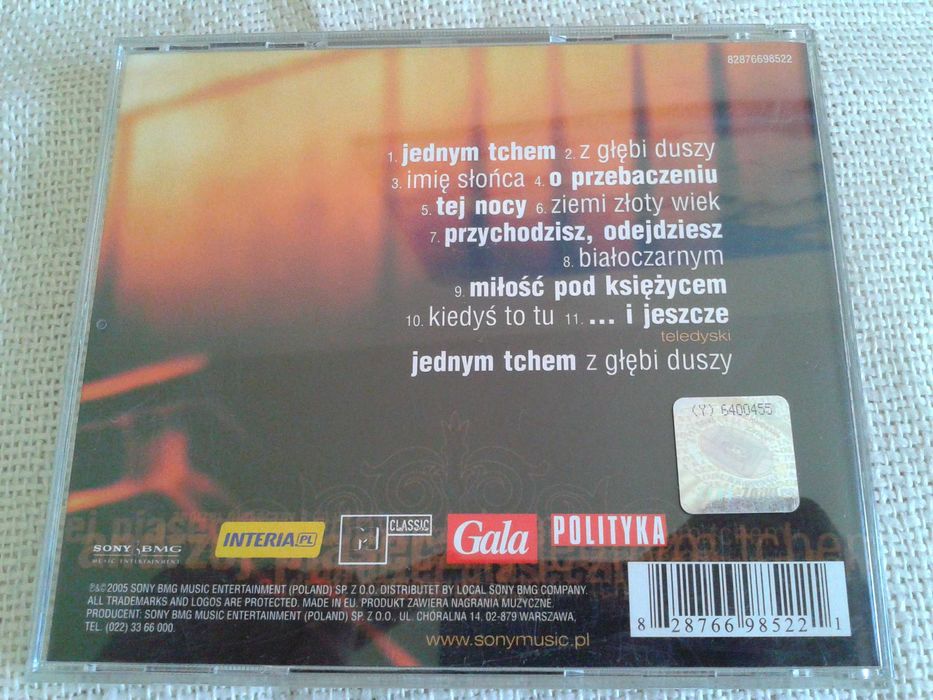 82876698522
1. jednym tchem 2. z głębi duszy
3. imię słońca 4. o przebaczeniu
5. tej nocy 6. ziemi złoty wiek
7. przychodzisz, odejdziesz
8. białoczarnym
9. miłość pod księżycem
10. kiedyś to tu 11. ... i jeszcze
teledyski
jednym tchem z głębi duszy
(Y) 6400455
SONY BMG
MUSIC ENTERTAINMENT
INTERIA.PL
M CLASSIC
Gala
POLITYKA
℗&©2005 SONY BMG MUSIC ENTERTAINMENT (POLAND) SP. Z O.O. DISTRIBUTET BY LOCAL SONY BMG COMPANY.
ALL TRADEMARKS AND LOGOS ARE PROTECTED. MADE IN EU. PRODUKT ZAWIERA NAGRANIA MUZYCZNE.
PRODUCENT: SONY BMG MUSIC ENTERTAINMENT (POLAND) SP. Z O.O., UL. CHORALNA 14, 02-879 WARSZAWA,
TEL. (022) 33 66 000.
www.sonymusic.pl
8 28766 98522 1